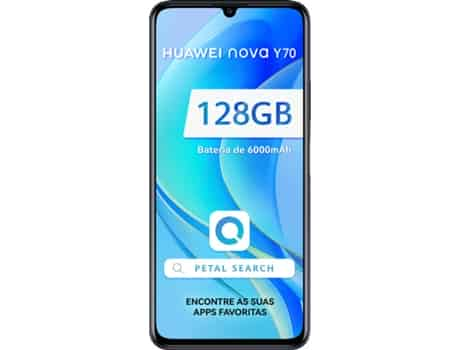 HUAWEI nova Y70
128GB
Bateria de 6000mAh
PETAL SEARCH
ENCONTRE AS SUAS
APPS FAVORITAS